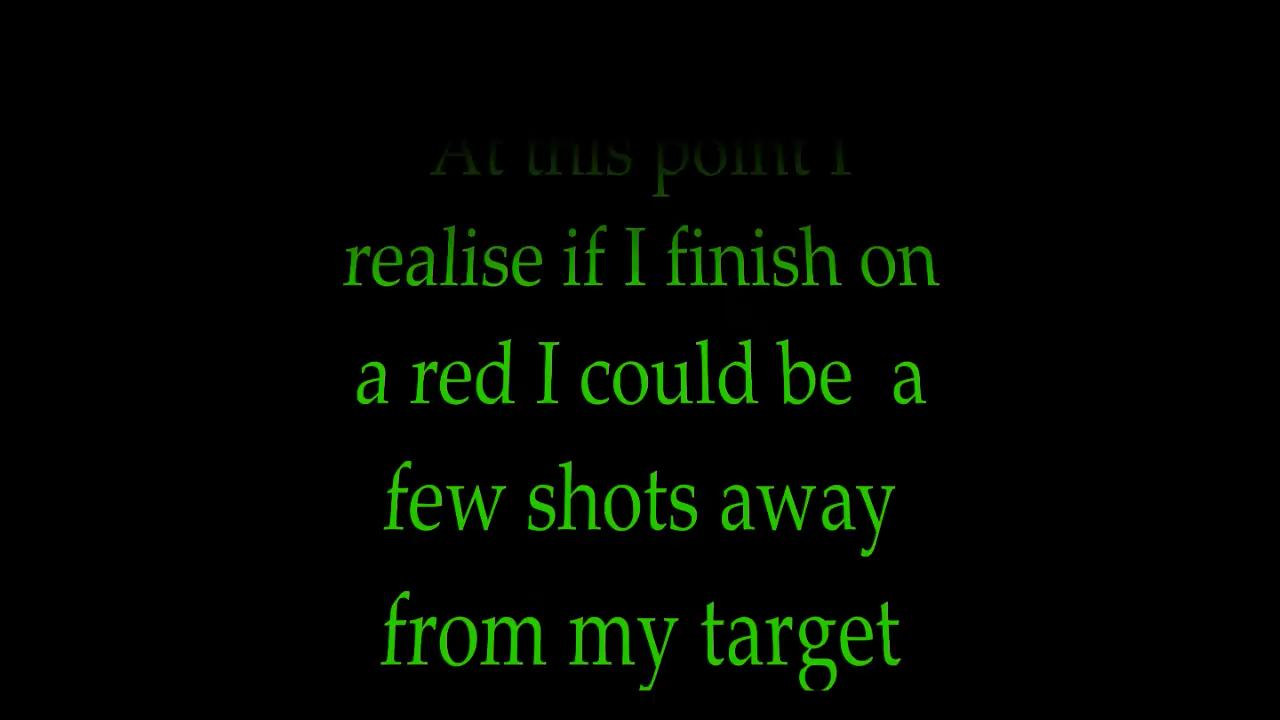 At this point I
realise if I finish on
a red I could be  a
few shots away
from my target